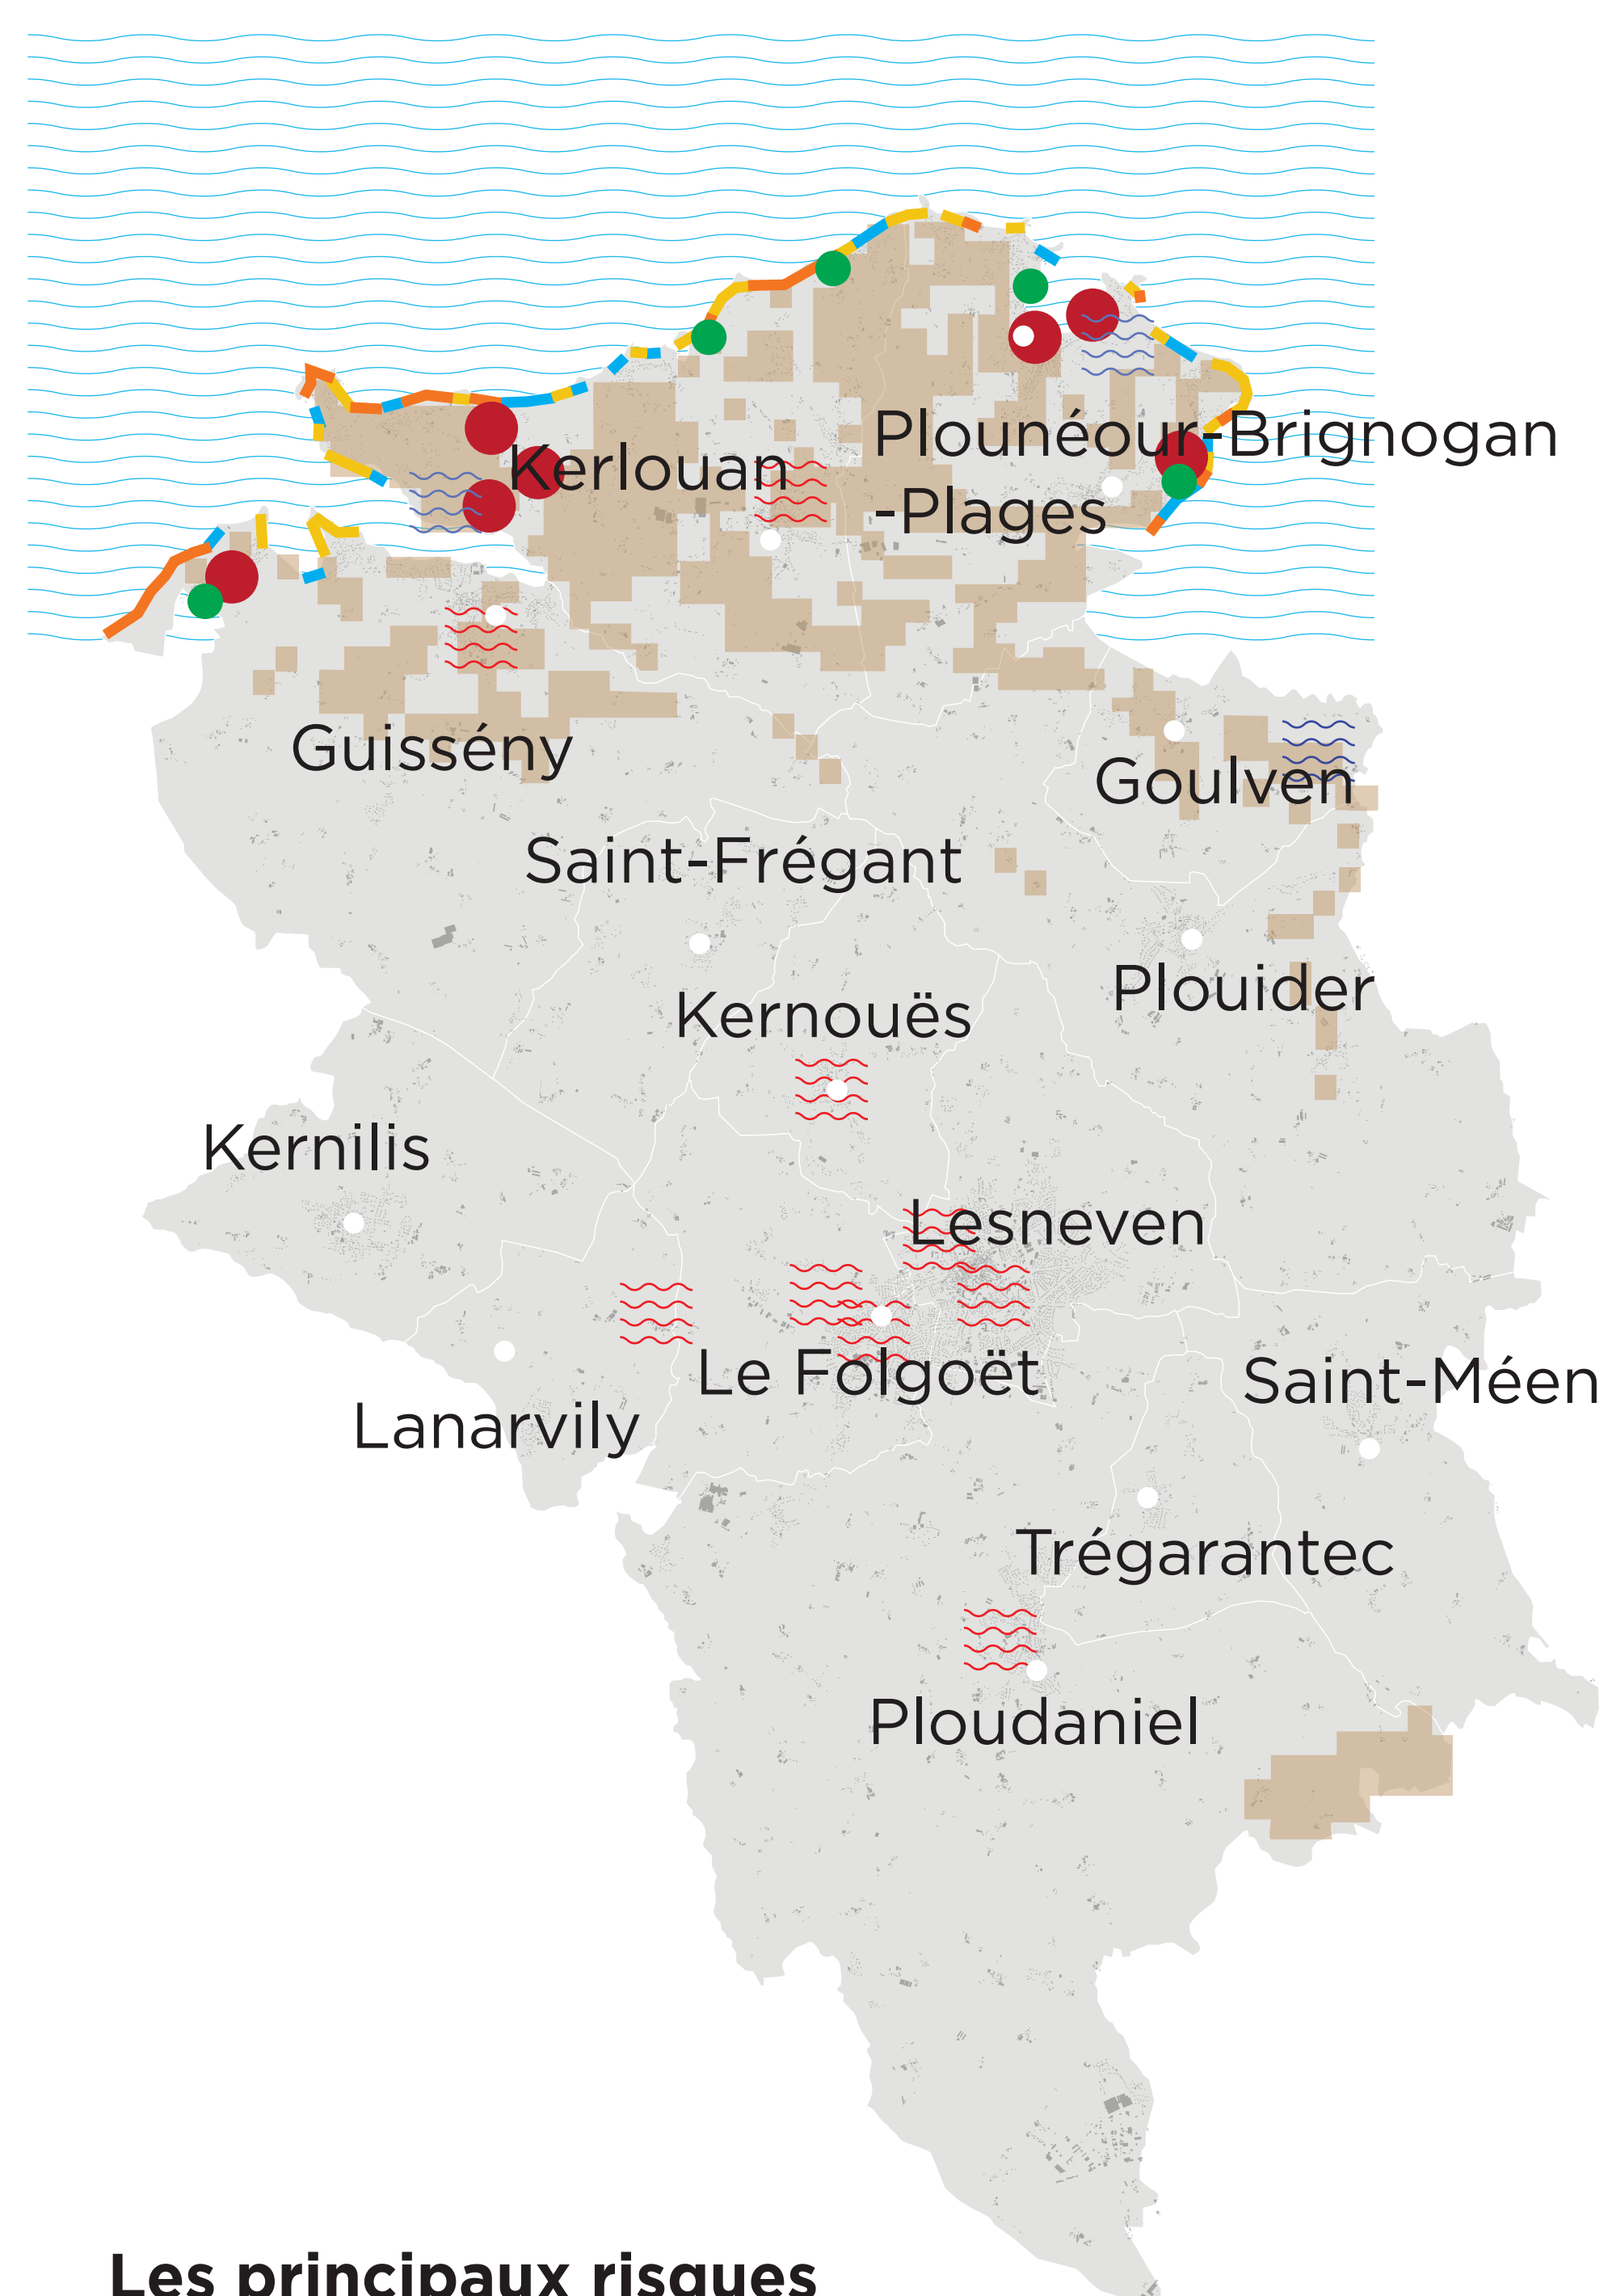 Plounéour-Brignogan
-Plages
Kerlouan
Guissény
Goulven
Saint-Frégant
Plouider
Kernouës
Kernilis
Lesneven
Le Folgoët
Saint-Méen
Lanarvily
Trégarantec
Ploudaniel
Les principaux risques